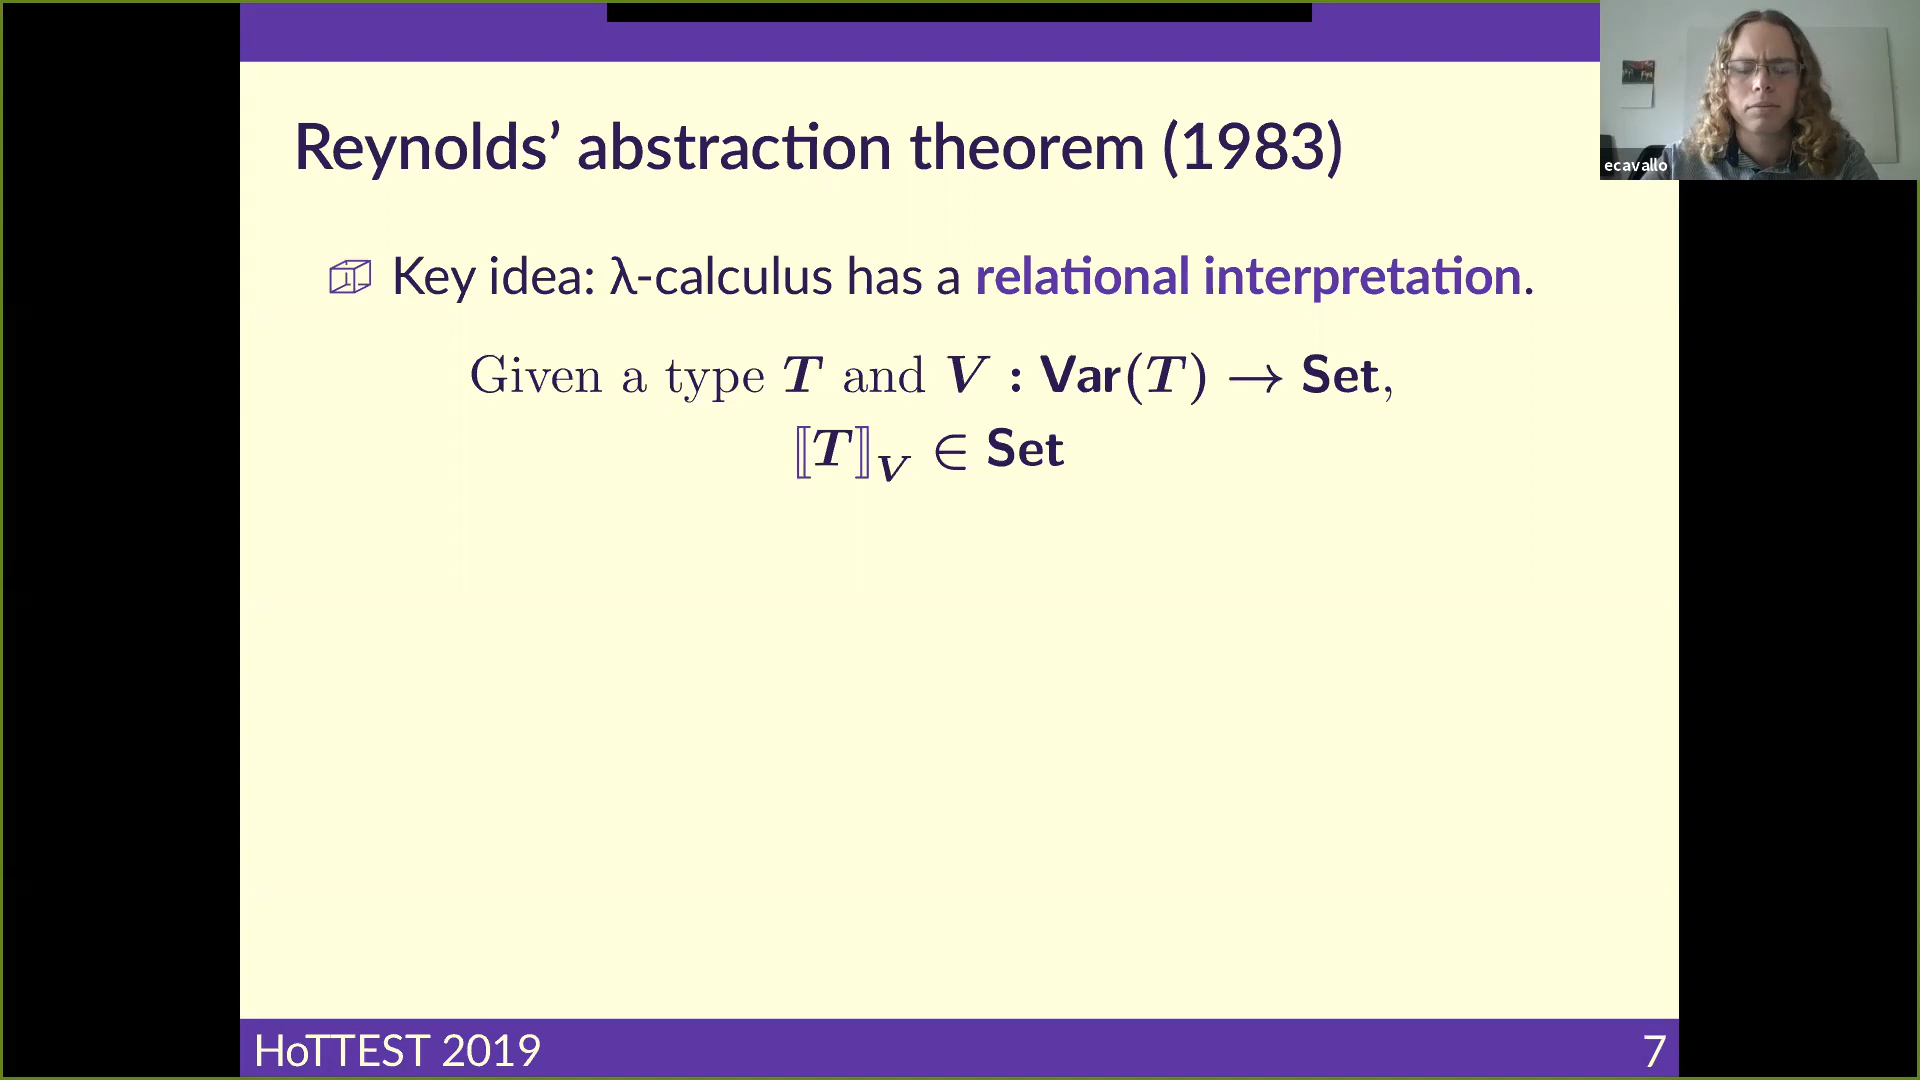 Reynolds’ abstraction theorem (1983)
ecavallo
Key idea: λ-calculus has a relational interpretation.
Given a type T and V : Var(T) → Set,
⟦T⟧_V ∈ Set
HoTTEST 2019
7